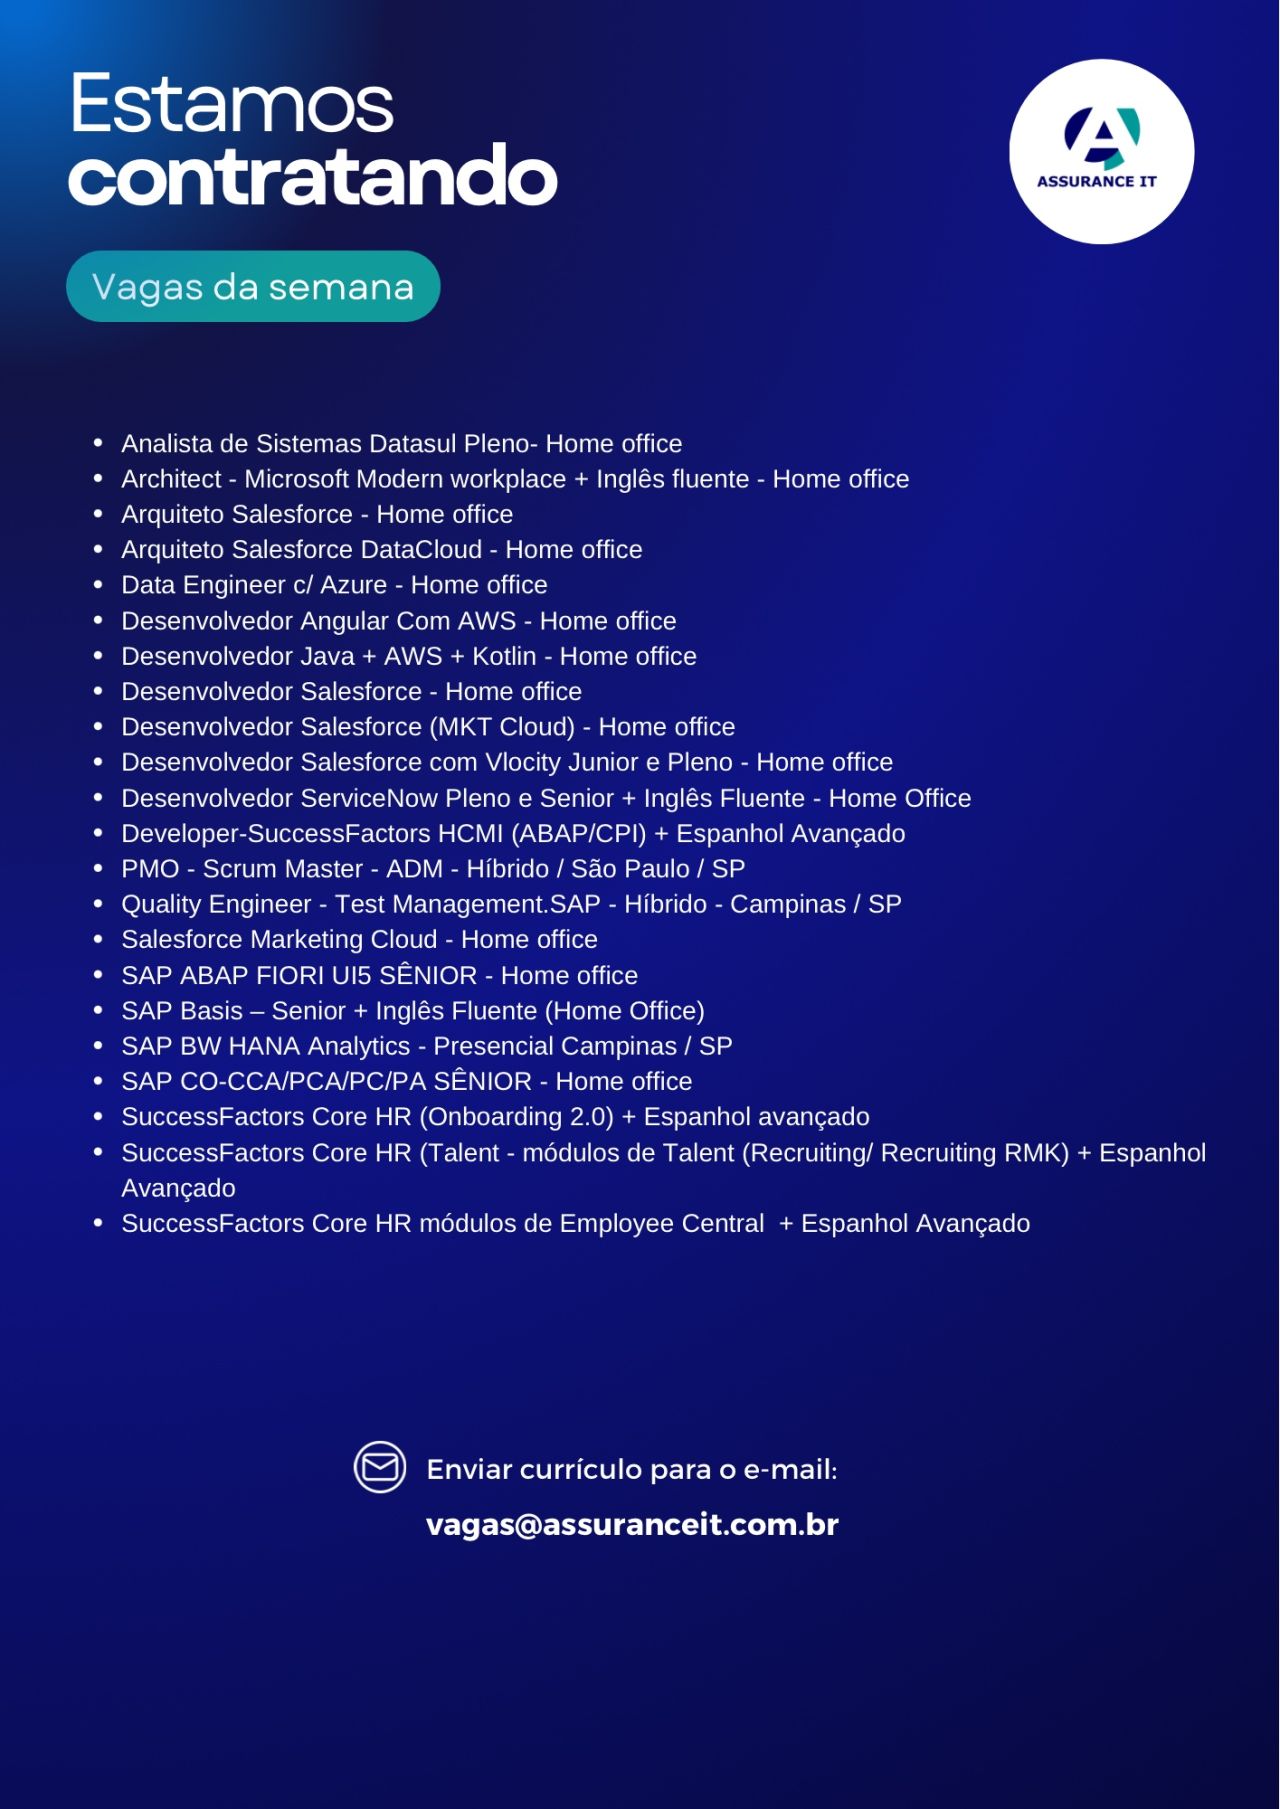 Estamos
contratando
ASSURANCE IT
Vagas da semana
• Analista de Sistemas Datasul Pleno- Home office
• Architect - Microsoft Modern workplace + Inglês fluente - Home office
• Arquiteto Salesforce - Home office
• Arquiteto Salesforce DataCloud - Home office
• Data Engineer c/ Azure - Home office
• Desenvolvedor Angular Com AWS - Home office
• Desenvolvedor Java + AWS + Kotlin - Home office
• Desenvolvedor Salesforce - Home office
• Desenvolvedor Salesforce (MKT Cloud) - Home office
• Desenvolvedor Salesforce com Vlocity Junior e Pleno - Home office
• Desenvolvedor ServiceNow Pleno e Senior + Inglês Fluente - Home Office
• Developer-SuccessFactors HCMI (ABAP/CPI) + Espanhol Avançado
• PMO - Scrum Master - ADM - Híbrido / São Paulo / SP
• Quality Engineer - Test Management.SAP - Híbrido - Campinas / SP
• Salesforce Marketing Cloud - Home office
• SAP ABAP FIORI UI5 SÊNIOR - Home office
• SAP Basis – Senior + Inglês Fluente (Home Office)
• SAP BW HANA Analytics - Presencial Campinas / SP
• SAP CO-CCA/PCA/PC/PA SÊNIOR - Home office
• SuccessFactors Core HR (Onboarding 2.0) + Espanhol avançado
• SuccessFactors Core HR (Talent - módulos de Talent (Recruiting/ Recruiting RMK) + Espanhol
Avançado
• SuccessFactors Core HR módulos de Employee Central  + Espanhol Avançado
Enviar currículo para o e-mail:
vagas@assuranceit.com.br